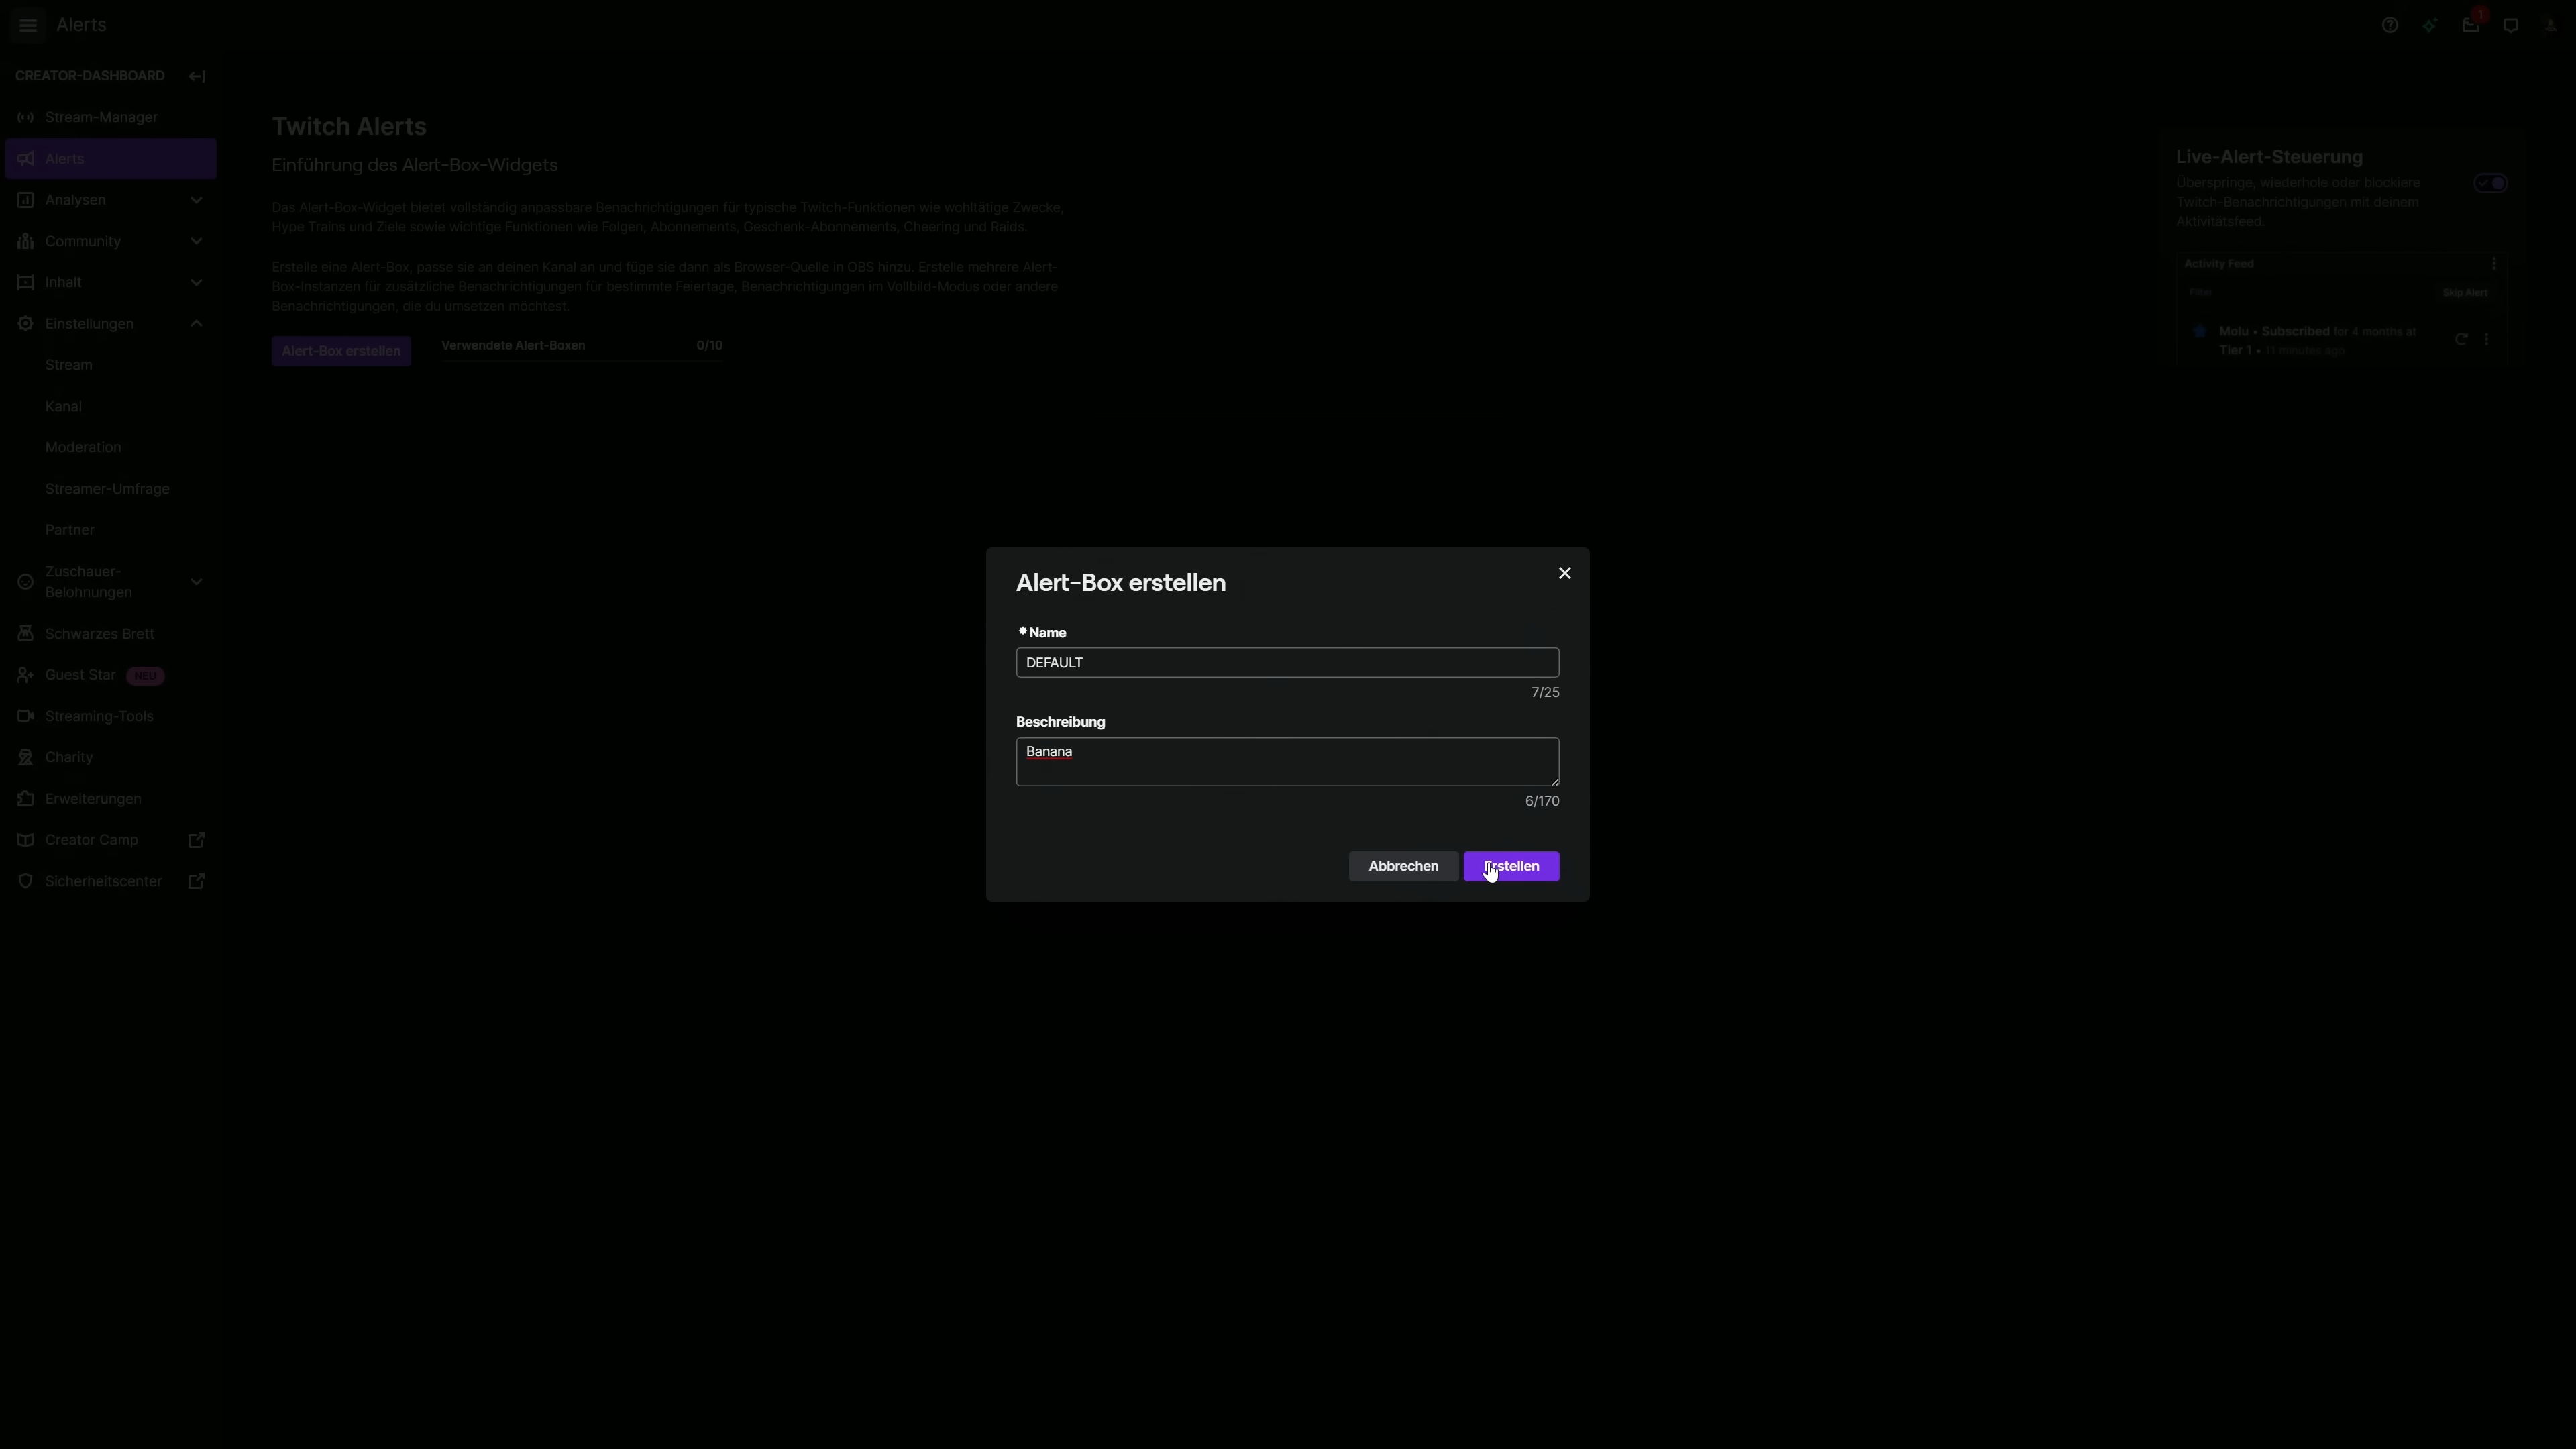 Alerts
1
CREATOR-DASHBOARD
Stream-Manager
Alerts
Analysen
Community
Inhalt
Einstellungen
Stream
Kanal
Moderation
Streamer-Umfrage
Partner
Zuschauer-
Belohnungen
Schwarzes Brett
Guest Star NEU
Streaming-Tools
Charity
Erweiterungen
Creator Camp
Sicherheitscenter
Twitch Alerts
Einführung des Alert-Box-Widgets
Das Alert-Box-Widget bietet vollständig anpassbare Benachrichtigungen für typische Twitch-Funktionen wie wohltätige Zwecke,
Hype Trains und Ziele sowie wichtige Funktionen wie Folgen, Abonnements, Geschenk-Abonnements, Cheering und Raids.
Erstelle eine Alert-Box, passe sie an deinen Kanal an und füge sie dann als Browser-Quelle in OBS hinzu. Erstelle mehrere Alert-
Box-Instanzen für zusätzliche Benachrichtigungen für bestimmte Feiertage, Benachrichtigungen im Vollbild-Modus oder andere
Benachrichtigungen, die du umsetzen möchtest.
Alert-Box erstellen
Verwendete Alert-Boxen 0/10
Live-Alert-Steuerung
Überspringe, wiederhole oder blockiere
Twitch-Benachrichtigungen mit deinem
Aktivitätsfeed.
Activity Feed
Filter
Skip Alert
Molu • Subscribed for 4 months at
Tier 1 • 11 minutes ago
Alert-Box erstellen
* Name
DEFAULT
7/25
Beschreibung
Banana
6/170
Abbrechen
Erstellen